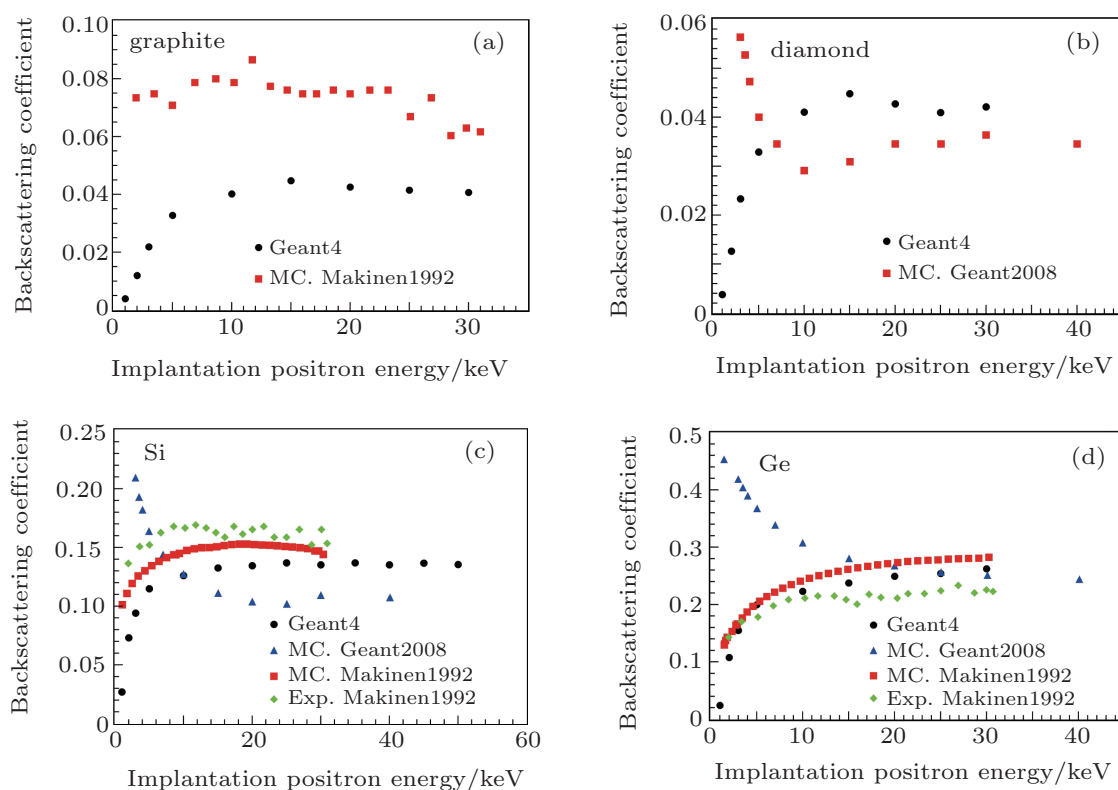 graphite
(a)
Backscattering coefficient
0.10
0.08
0.06
0.04
0.02
0
Geant4
MC. Makinen1992
0
10
20
30
Implantation positron energy/keV
diamond
(b)
Backscattering coefficient
0.06
0.04
0.02
0
Geant4
MC. Geant2008
0
10
20
30
40
Implantation positron energy/keV
Si
(c)
Backscattering coefficient
0.25
0.20
0.15
0.10
0.05
0
Geant4
MC. Geant2008
MC. Makinen1992
Exp. Makinen1992
0
20
40
60
Implantation positron energy/keV
Ge
(d)
Backscattering coefficient
0.5
0.4
0.3
0.2
0.1
0
Geant4
MC. Geant2008
MC. Makinen1992
Exp. Makinen1992
0
10
20
30
40
Implantation positron energy/keV